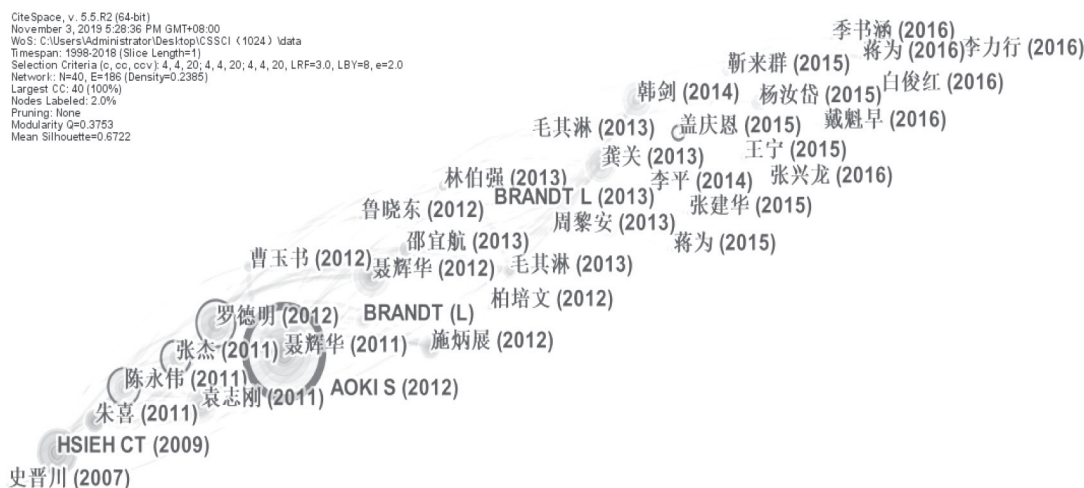 CiteSpace, v. 5.5.R2 (64-bit)
November 3, 2019 5:28:36 PM GMT+08:00
WoS: C:\Users\Administrator\Desktop\CSSCI（1024）\data
Timespan: 1998-2018 (Slice Length=1)
Selection Criteria (c, cc, ccv): 4, 4, 20; 4, 4, 20; 4, 4, 20, LRF=3.0, LBY=8, e=2.0
Network: N=40, E=186 (Density=0.2385)
Largest CC: 40 (100%)
Nodes Labeled: 2.0%
Pruning: None
Modularity Q=0.3753
Mean Silhouette=0.6722
季书涵 (2016)
蒋为 (2016)
李力行 (2016)
靳来群 (2015)
白俊红 (2016)
韩剑 (2014)
杨汝岱 (2015)
毛其淋 (2013)
盖庆恩 (2015)
戴魁早 (2016)
龚关 (2013)
王宁 (2015)
林伯强 (2013)
李平 (2014)
张兴龙 (2016)
BRANDT L (2013)
鲁晓东 (2012)
张建华 (2015)
周黎安 (2013)
邵宜航 (2013)
蒋为 (2015)
曹玉书 (2012)
聂辉华 (2012)
毛其淋 (2013)
柏培文 (2012)
罗德明 (2012)
BRANDT (L)
张杰 (2011)
聂辉华 (2011)
施炳展 (2012)
陈永伟 (2011)
袁志刚 (2011)
AOKI S (2012)
朱喜 (2011)
HSIEH CT (2009)
史晋川 (2007)